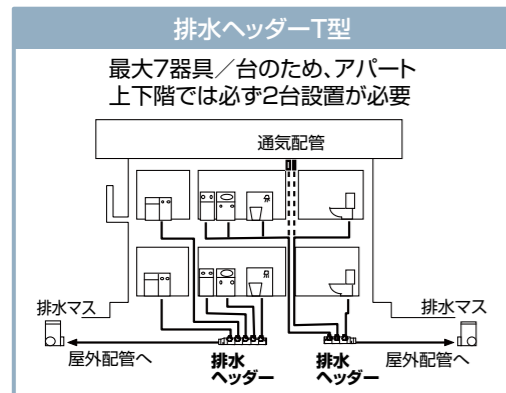 排水ヘッダーT型
最大7器具／台のため、アパート
上下階では必ず2台設置が必要
通気配管
排水マス
排水マス
屋外配管へ
排水
ヘッダー
排水
ヘッダー
屋外配管へ